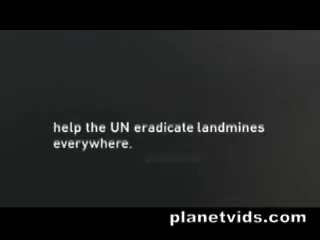 help the UN eradicate landmines
everywhere.
planetvids.com